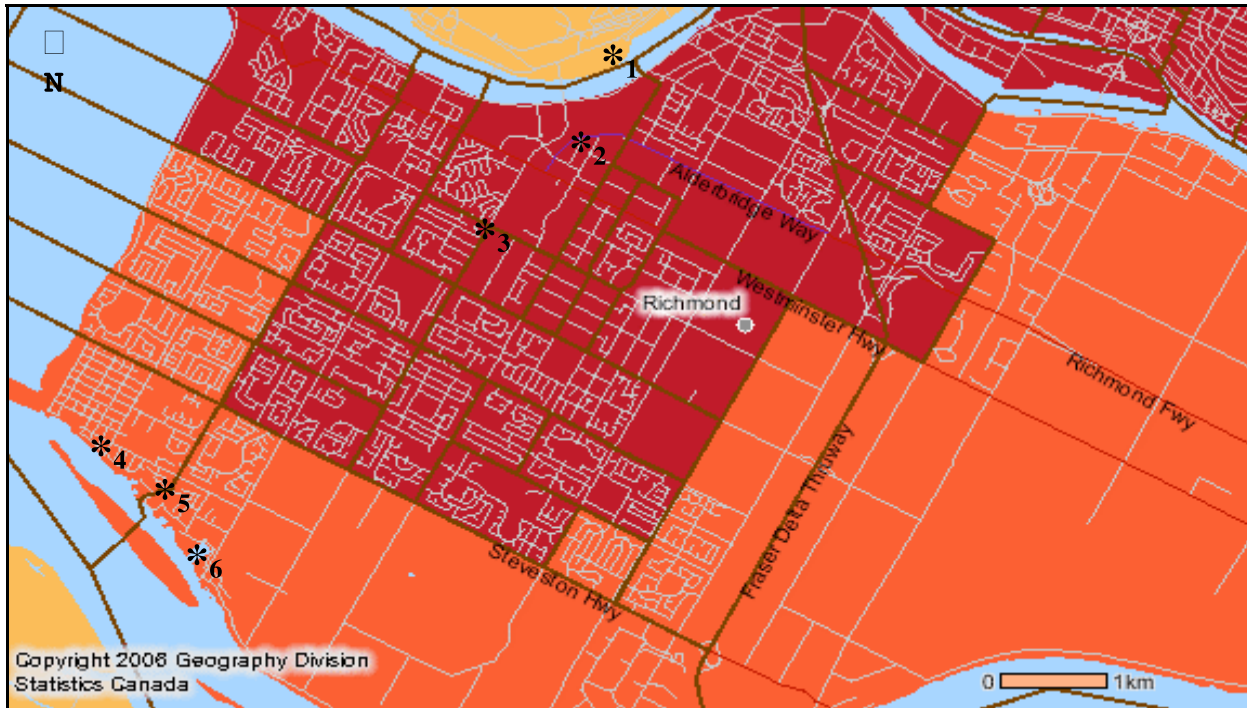 N
*1
*2
Alderbridge Way
*3
Westminster Hwy
Richmond
Richmond Fwy
*4
*5
Fraser Delta Thruway
*6
Steveston Hwy
Copyright 2006 Geography Division
Statistics Canada
0 1km